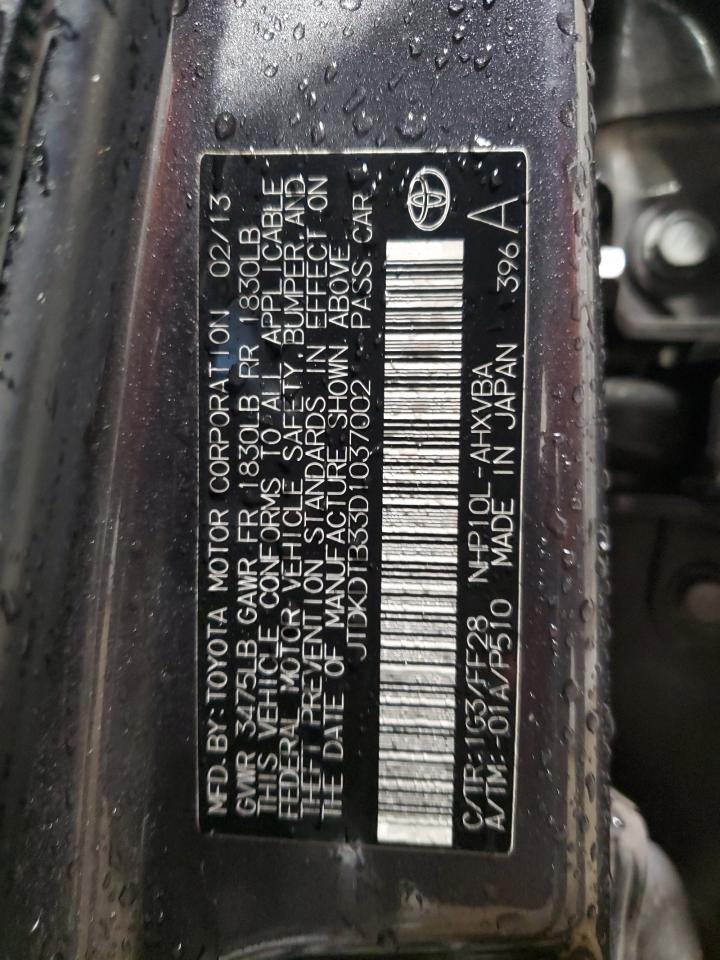 MFD.BY:TOYOTA MOTOR CORPORATION 02/13
GVWR 3475LB GAWR FR 1830LB RR 1830LB
THIS VEHICLE CONFORMS TO ALL APPLICABLE
FEDERAL MOTOR VEHICLE SAFETY,BUMPER,AND
THEFT PREVENTION STANDARDS IN EFFECT ON
THE DATE OF MANUFACTURE SHOWN ABOVE.
JTDKDTB33D1037002 PASS.CAR
C/TR:1G3/FF28 NHP10L-AHXVBA 396
A/TM:-01A/P510 MADE IN JAPAN A